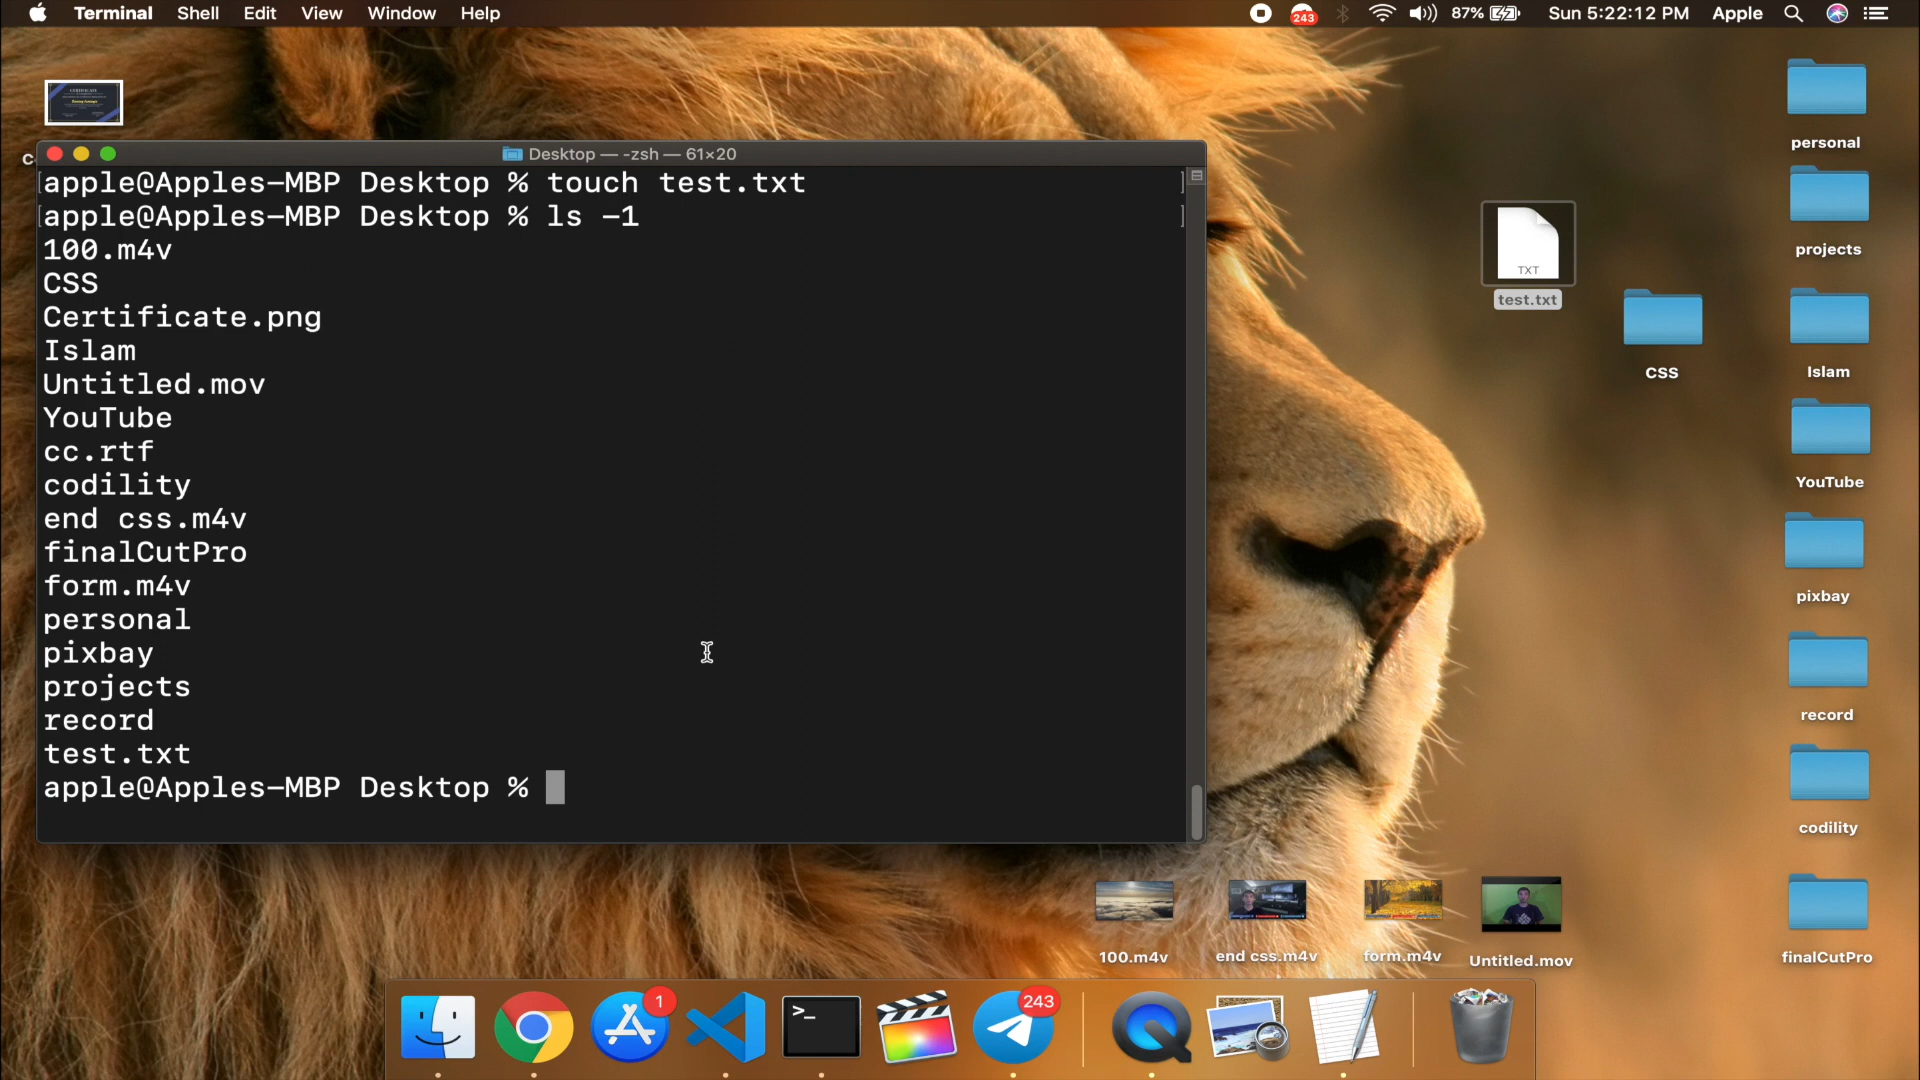 Terminal Shell Edit View Window Help
243 87% Sun 5:22:12 PM Apple
CERTIFICATE
Desktop — -zsh — 61×20
apple@Apples-MBP Desktop % touch test.txt
apple@Apples-MBP Desktop % ls -1
100.m4v
CSS
Certificate.png
Islam
Untitled.mov
YouTube
cc.rtf
codility
end css.m4v
finalCutPro
form.m4v
personal
pixbay
projects
record
test.txt
apple@Apples-MBP Desktop %
TXT
test.txt
CSS
personal
projects
Islam
YouTube
pixbay
record
codility
finalCutPro
100.m4v
end css.m4v
form.m4v
Untitled.mov
1
>_
243